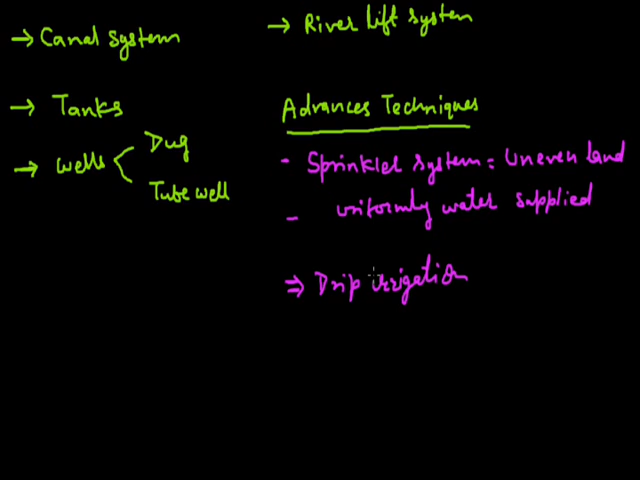 → Canal system
→ Tanks
→ Wells < Dug
Tube well
→ River lift system
Advances Techniques
- Sprinkler system = Uneven land
- uniformly water supplied
⇒ Drip irrigation